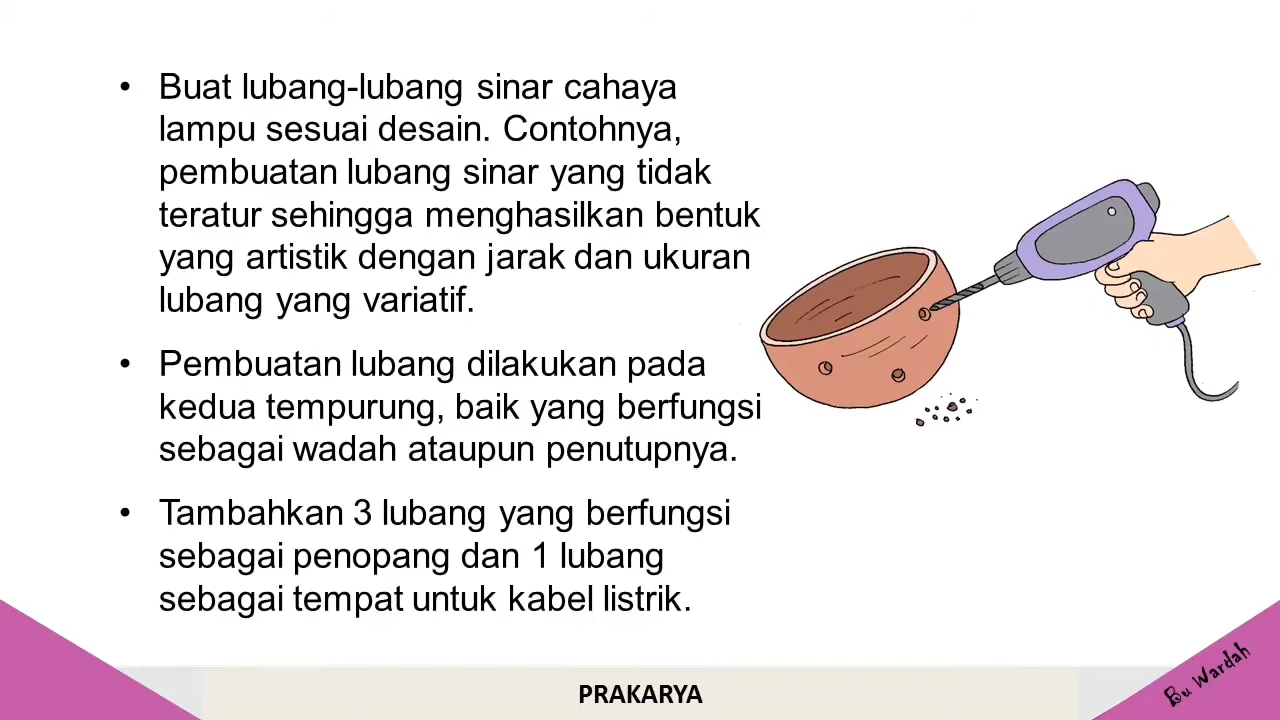 • Buat lubang-lubang sinar cahaya
lampu sesuai desain. Contohnya,
pembuatan lubang sinar yang tidak
teratur sehingga menghasilkan bentuk
yang artistik dengan jarak dan ukuran
lubang yang variatif.
• Pembuatan lubang dilakukan pada
kedua tempurung, baik yang berfungsi
sebagai wadah ataupun penutupnya.
• Tambahkan 3 lubang yang berfungsi
sebagai penopang dan 1 lubang
sebagai tempat untuk kabel listrik.
PRAKARYA
Bu Wardah